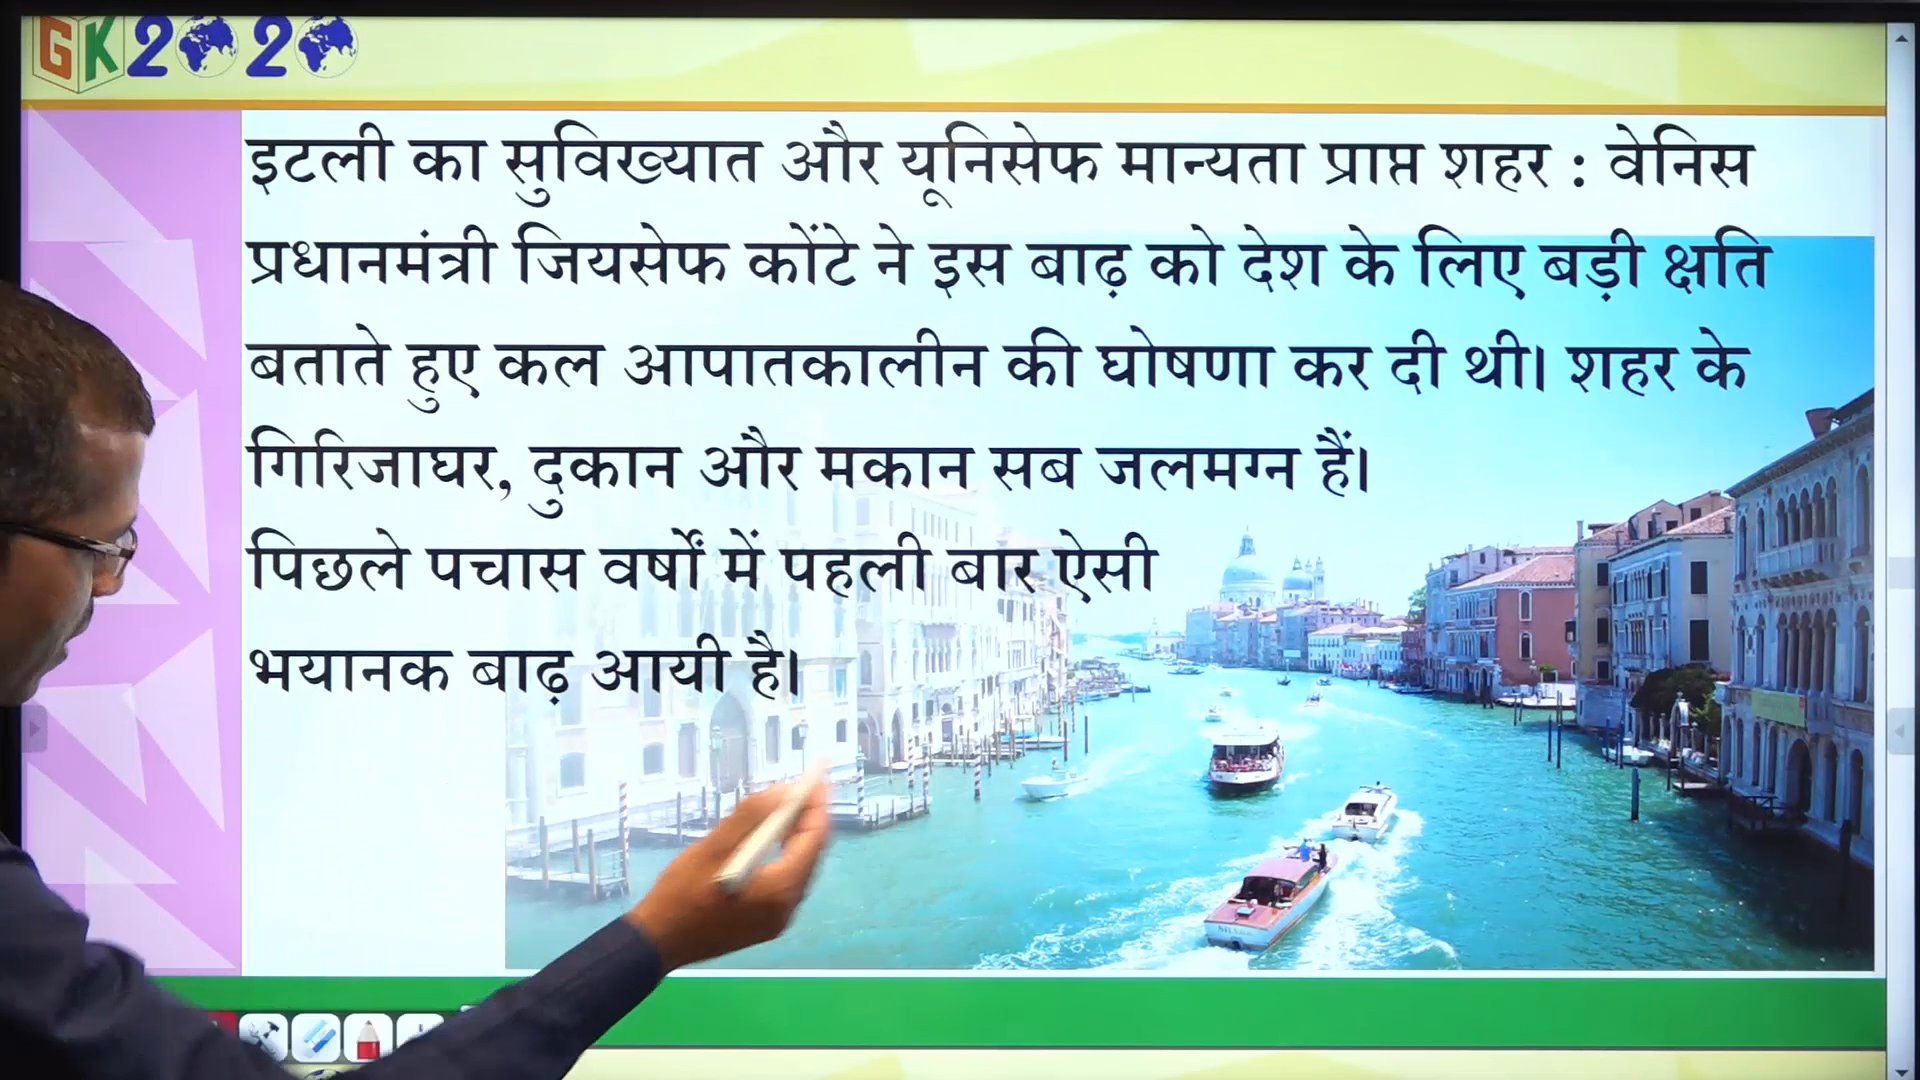 GK2020
इटली का सुविख्यात और यूनिसेफ मान्यता प्राप्त शहर : वेनिस
प्रधानमंत्री जियसेफ कोंटे ने इस बाढ़ को देश के लिए बड़ी क्षति
बताते हुए कल आपातकालीन की घोषणा कर दी थी। शहर के
गिरिजाघर, दुकान और मकान सब जलमग्न हैं।
पिछले पचास वर्षों में पहली बार ऐसी
भयानक बाढ़ आयी है।